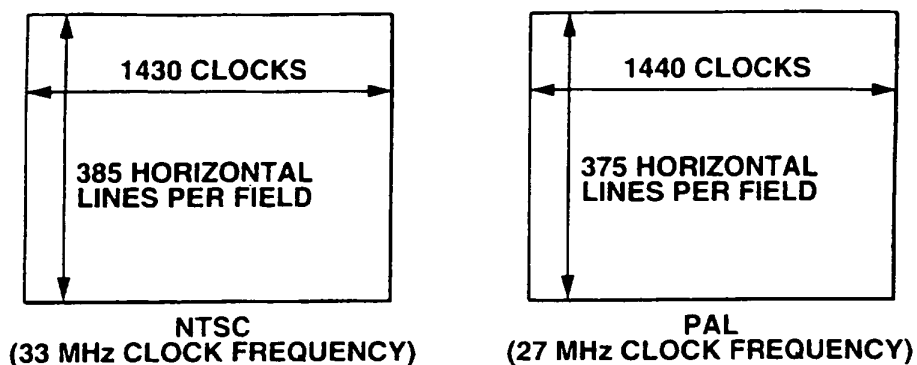 1430 CLOCKS
385 HORIZONTAL
LINES PER FIELD
NTSC
(33 MHz CLOCK FREQUENCY)
1440 CLOCKS
375 HORIZONTAL
LINES PER FIELD
PAL
(27 MHz CLOCK FREQUENCY)